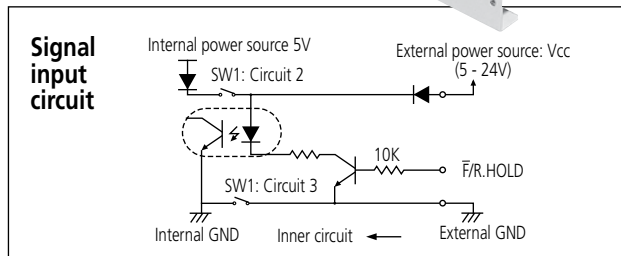 Signal
input
circuit
Internal power source 5V
External power source: Vcc
(5 - 24V)
SW1: Circuit 2
10K
F̅/R.HOLD
SW1: Circuit 3
Internal GND
Inner circuit
External GND